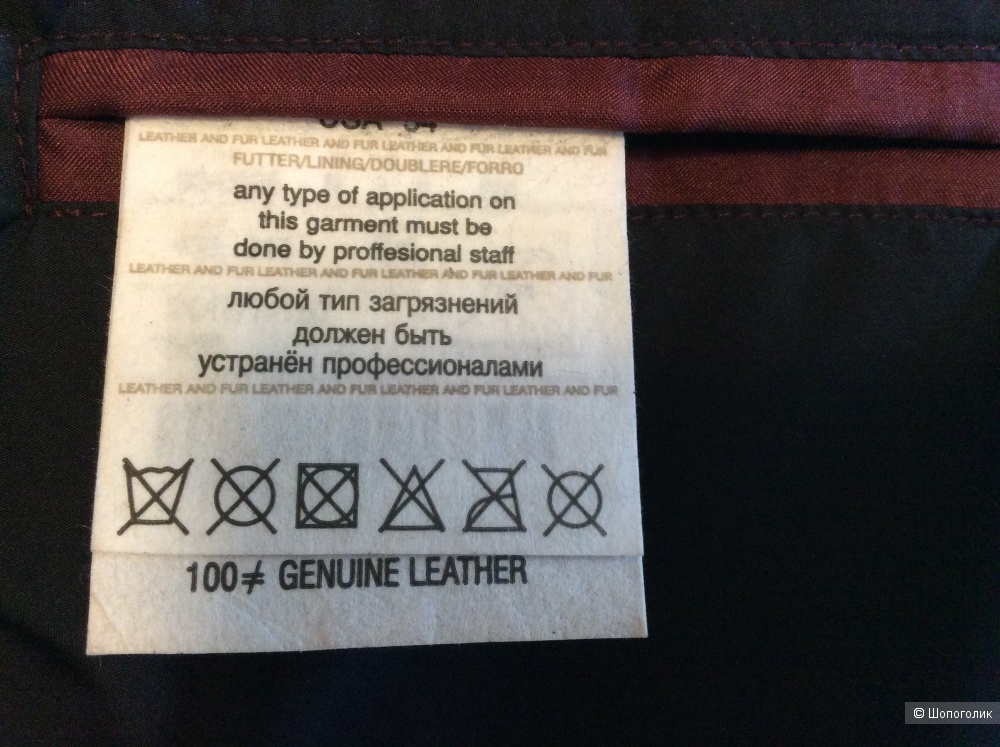 USA 54
LEATHER AND FUR LEATHER AND FUR LEATHER AND FUR LEATHER AND FUR
FUTTER/LINING/DOUBLERE/FORRO
any type of application on
this garment must be
done by proffesional staff
LEATHER AND FUR LEATHER AND FUR LEATHER AND FUR LEATHER AND FUR
любой тип загрязнений
должен быть
устранён профессионалами
LEATHER AND FUR LEATHER AND FUR LEATHER AND FUR LEATHER AND FUR
100≠ GENUINE LEATHER
© Шопоголик